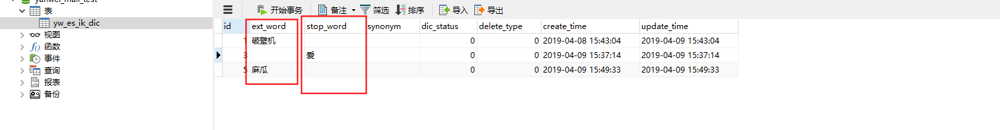 yanwei_mall_test
表
yw_es_ik_dic
视图
函数
事件
查询
报表
备份
开始事务 备注 筛选 排序 导入 导出
id ext_word stop_word synonym dic_status delete_type create_time update_time
1 破壁机 0 0 2019-04-08 15:43:04 2019-04-09 15:43:04
3 爱 0 0 2019-04-09 15:37:14 2019-04-09 15:37:14
5 麻瓜 0 0 2019-04-09 15:49:33 2019-04-09 15:49:33